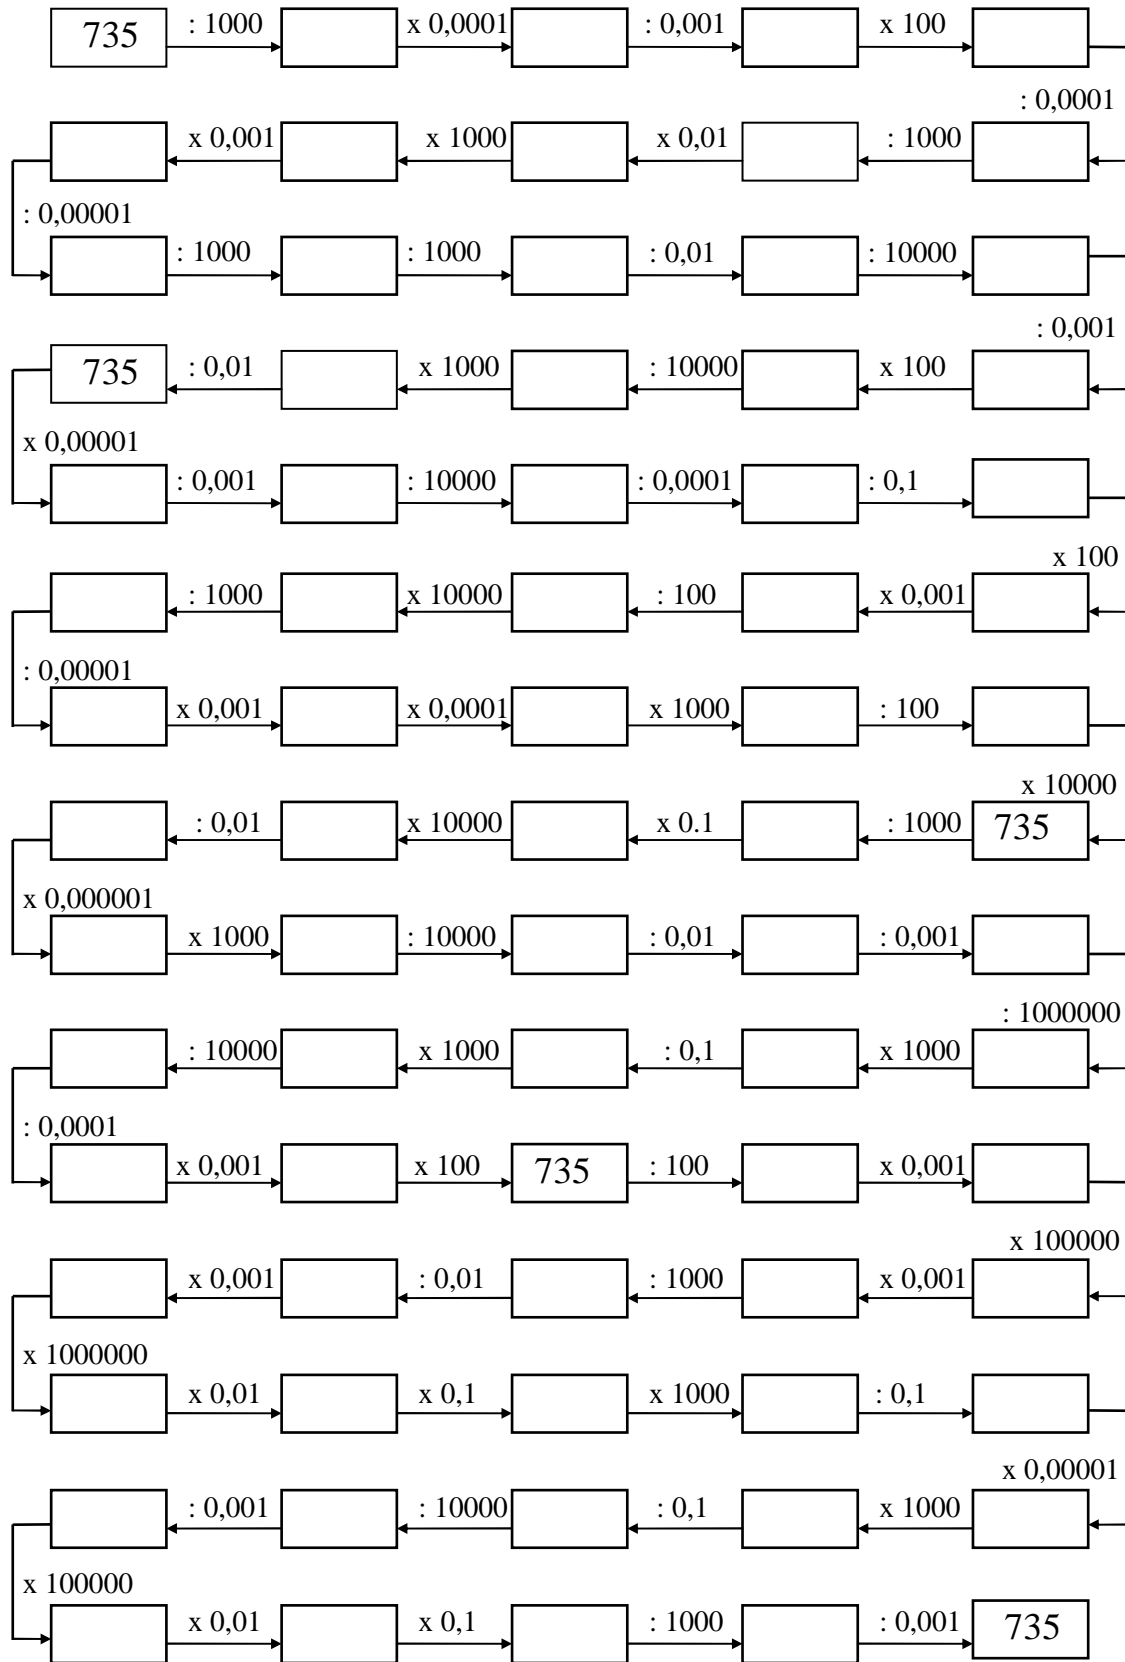 735 : 1000 x 0,0001 : 0,001 x 100
: 0,0001
x 0,001 x 1000 x 0,01 : 1000
: 0,00001
: 1000 : 1000 : 0,01 : 10000
: 0,001
735 : 0,01 x 1000 : 10000 x 100
x 0,00001
: 0,001 : 10000 : 0,0001 : 0,1
x 100
: 1000 x 10000 : 100 x 0,001
: 0,00001
x 0,001 x 0,0001 x 1000 : 100
x 10000
: 0,01 x 10000 x 0.1 : 1000 735
x 0,000001
x 1000 : 10000 : 0,01 : 0,001
: 1000000
: 10000 x 1000 : 0,1 x 1000
: 0,0001
x 0,001 x 100 735 : 100 x 0,001
x 100000
x 0,001 : 0,01 : 1000 x 0,001
x 1000000
x 0,01 x 0,1 x 1000 : 0,1
x 0,00001
: 0,001 : 10000 : 0,1 x 1000
x 100000
x 0,01 x 0,1 : 1000 : 0,001 735